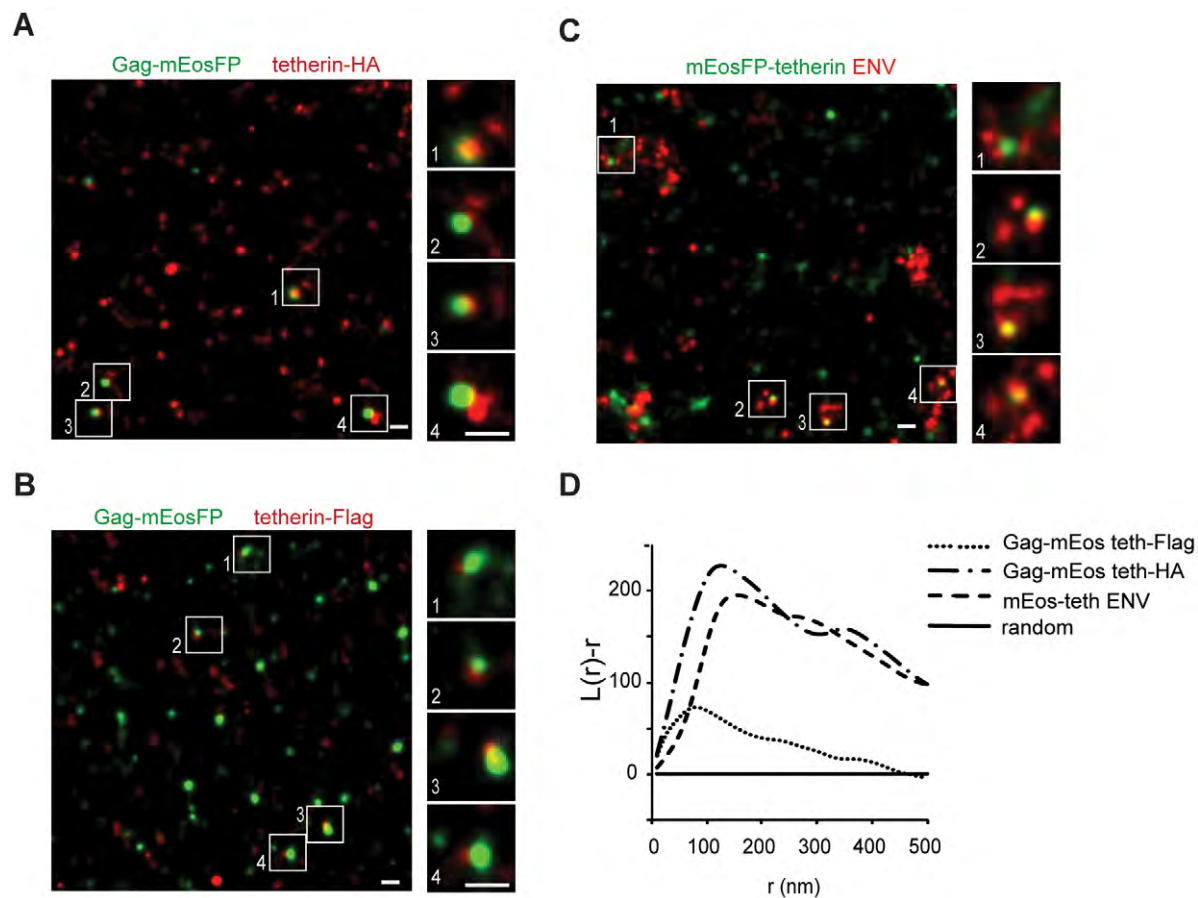 A
Gag-mEosFP tetherin-HA
1
2
3
4
1
2
3
4
B
Gag-mEosFP tetherin-Flag
1
2
3
4
1
2
3
4
C
mEosFP-tetherin ENV
1
2
3
4
1
2
3
4
D
Gag-mEos teth-Flag
Gag-mEos teth-HA
mEos-teth ENV
random
L(r)-r
200
100
0
0 100 200 300 400 500
r (nm)